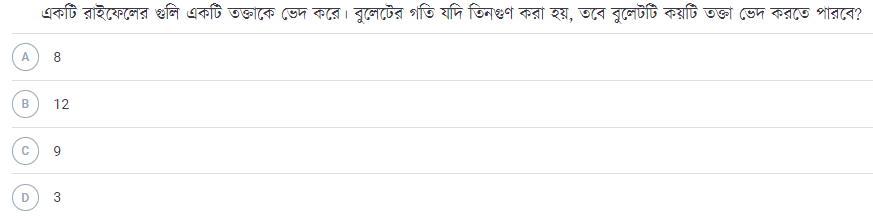 একটি রাইফেলের গুলি একটি তক্তাকে ভেদ করে। বুলেটের গতি যদি তিনগুণ করা হয়, তবে বুলেটটি কয়টি তক্তা ভেদ করতে পারবে?
A 8
B 12
C 9
D 3